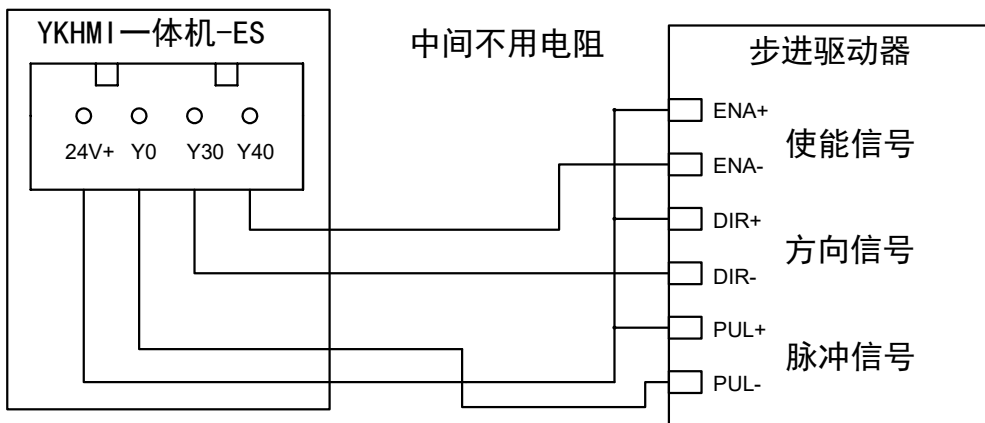 YKHMI一体机-ES
24V+ Y0 Y30 Y40
中间不用电阻
步进驱动器
ENA+
使能信号
ENA-
DIR+
方向信号
DIR-
PUL+
脉冲信号
PUL-